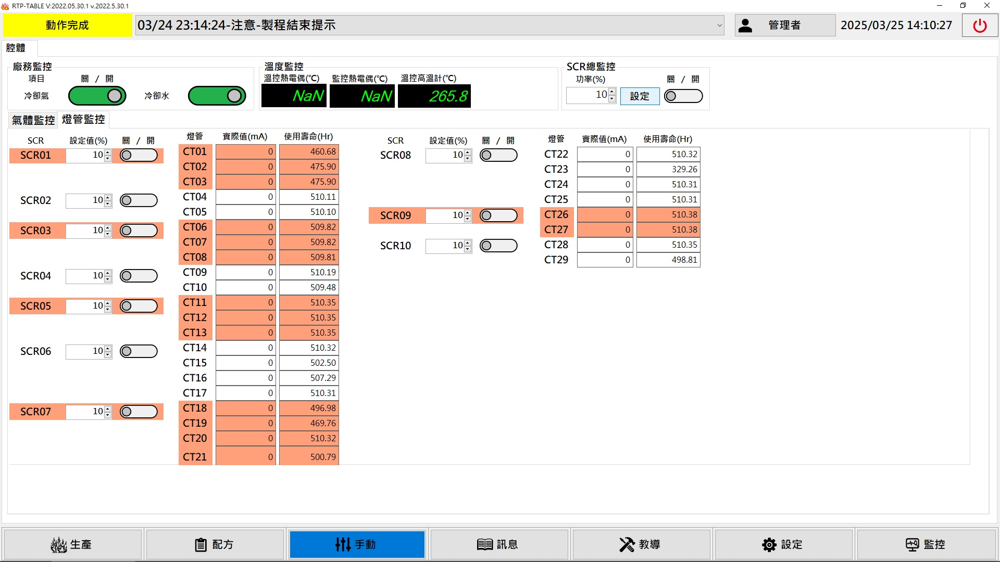 RTP-TABLE V:2022.05.30.1 v.2022.5.30.1
動作完成 03/24 23:14:24-注意-製程結束提示 管理者 2025/03/25 14:10:27
腔體
廠務監控 溫度監控 SCR總監控
項目 關 / 開 溫控熱電偶(℃) 監控熱電偶(℃) 溫控高溫計(℃) 功率(%) 關 / 開
冷卻氣 冷卻水 NaN NaN 265.8 10 設定
氣體監控 燈管監控
SCR 設定值(%) 關 / 開 燈管 實際值(mA) 使用壽命(Hr) SCR 設定值(%) 關 / 開 燈管 實際值(mA) 使用壽命(Hr)
SCR01 10 CT01 0 460.68 SCR08 10 CT22 0 510.32
CT02 0 475.90 CT23 0 329.26
CT03 0 475.90 CT24 0 510.31
SCR02 10 CT04 0 510.11 CT25 0 510.31
CT05 0 510.10 SCR09 10 CT26 0 510.38
SCR03 10 CT06 0 509.82 CT27 0 510.38
CT07 0 509.82 SCR10 10 CT28 0 510.35
CT08 0 509.81 CT29 0 498.81
SCR04 10 CT09 0 510.19
CT10 0 509.48
SCR05 10 CT11 0 510.35
CT12 0 510.35
CT13 0 510.35
SCR06 10 CT14 0 510.32
CT15 0 502.50
CT16 0 507.29
CT17 0 510.31
SCR07 10 CT18 0 496.98
CT19 0 469.76
CT20 0 510.32
CT21 0 500.79
生產 配方 手動 訊息 教導 設定 監控